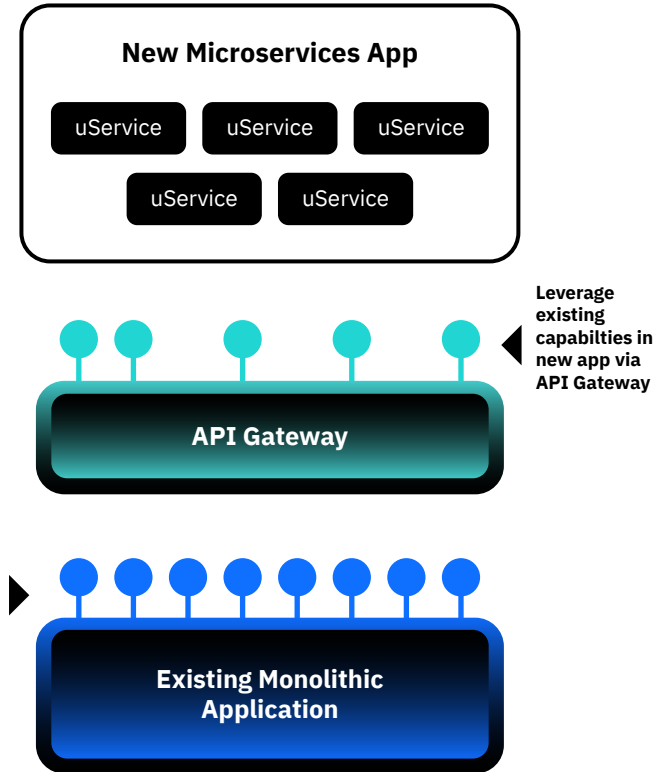 New Microservices App
uService uService uService
uService uService
Leverage
existing
capabilties in
new app via
API Gateway
API Gateway
Existing Monolithic
Application